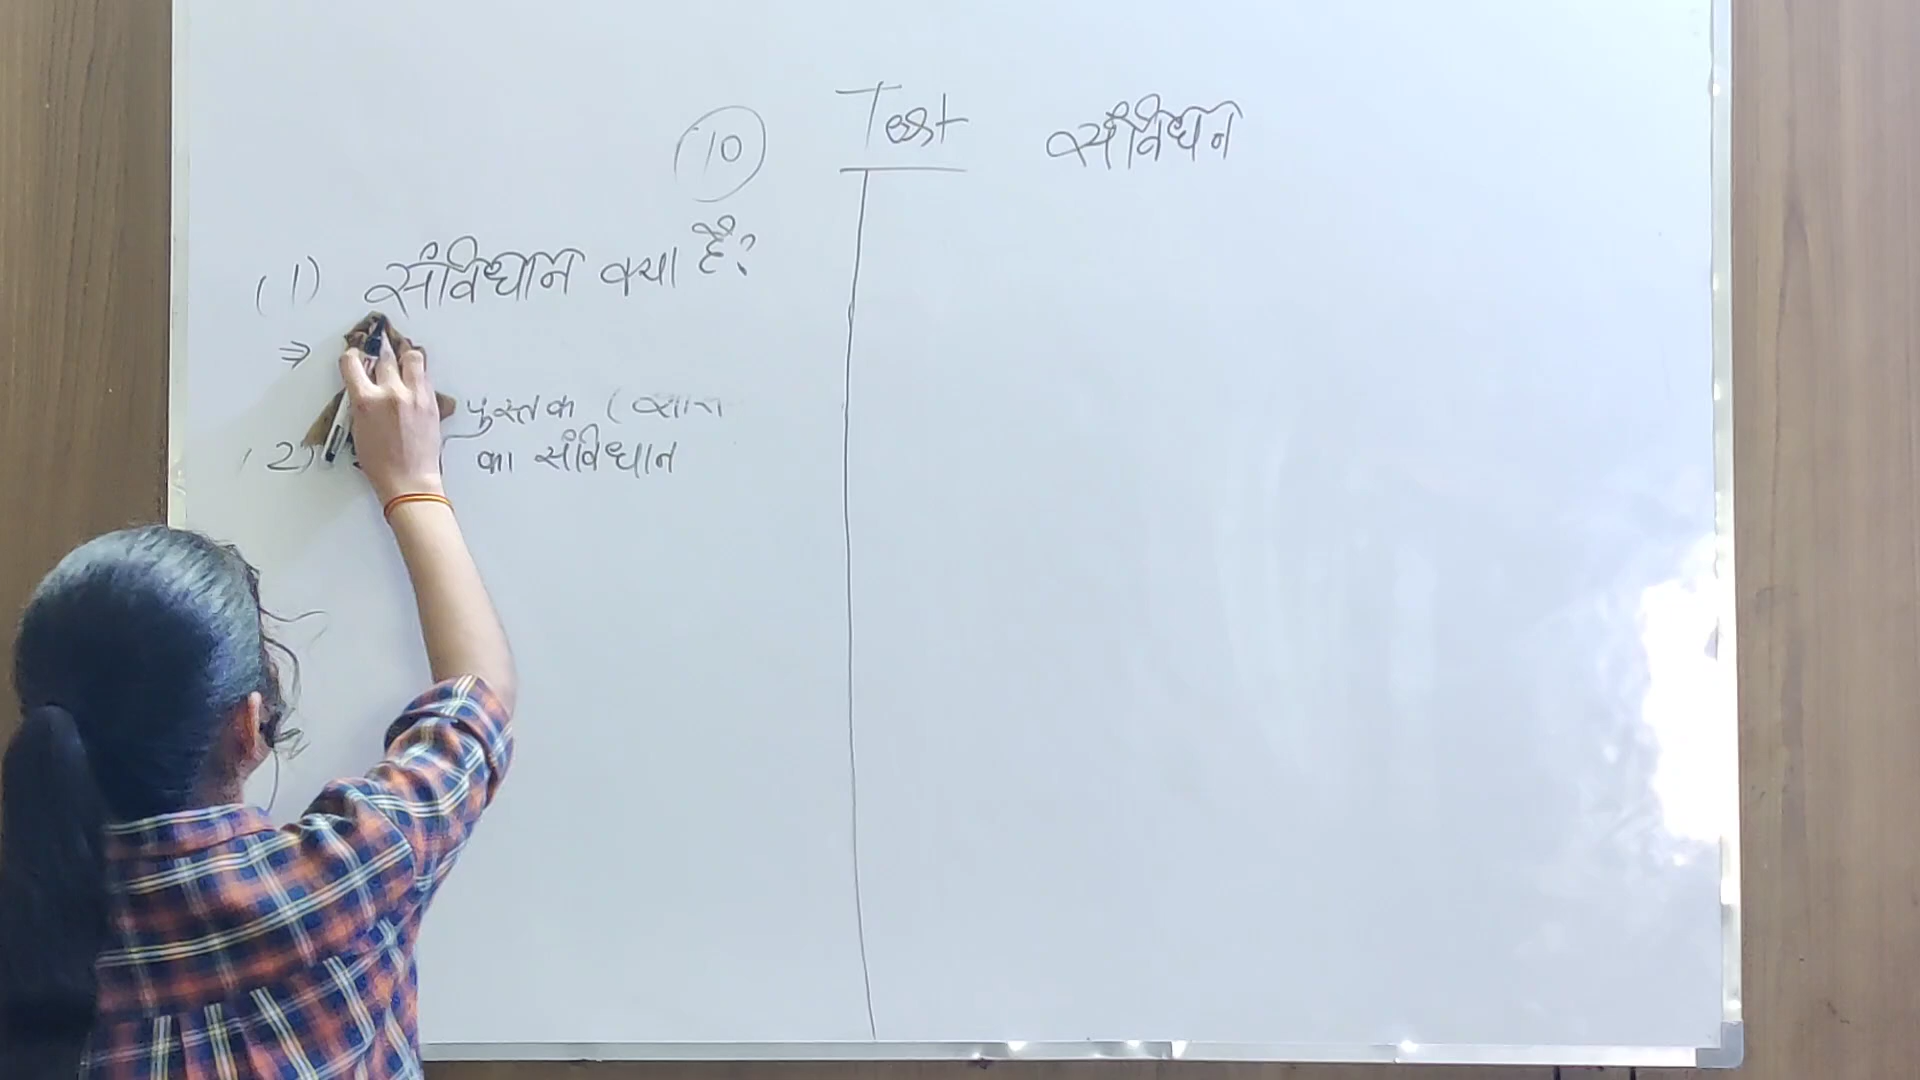 10 Test संविधान
(1) संविधान क्या है?
⇒
पुस्तक (
2) का संविधान